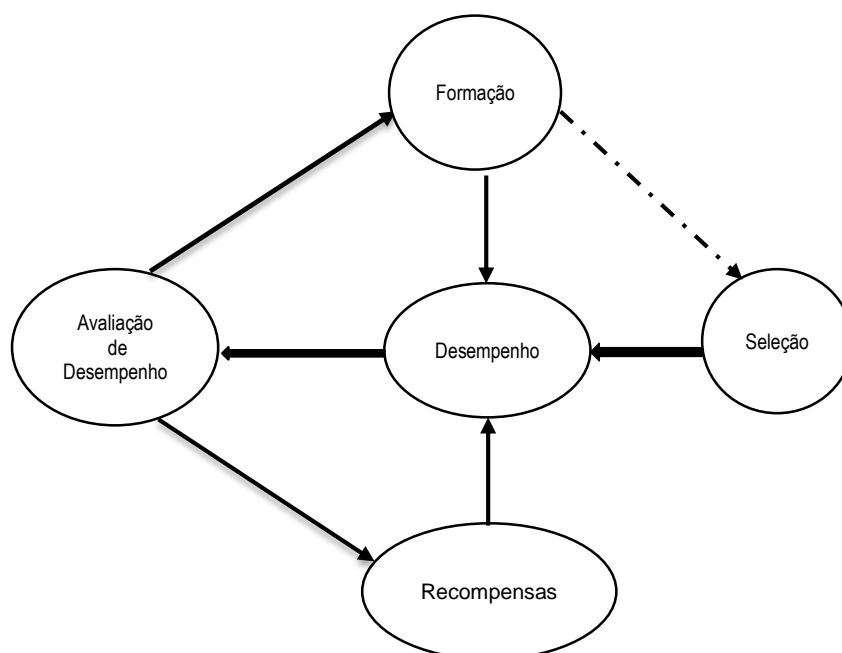 Formação
Avaliação
de
Desempenho
Desempenho
Seleção
Recompensas